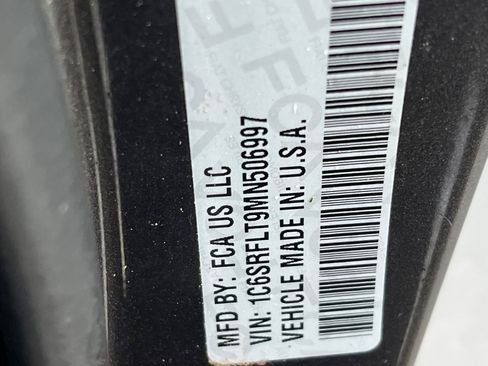 MFD BY: FCA US LLC
VIN: 1C6SRFLT9MN506997
VEHICLE MADE IN: U.S.A.